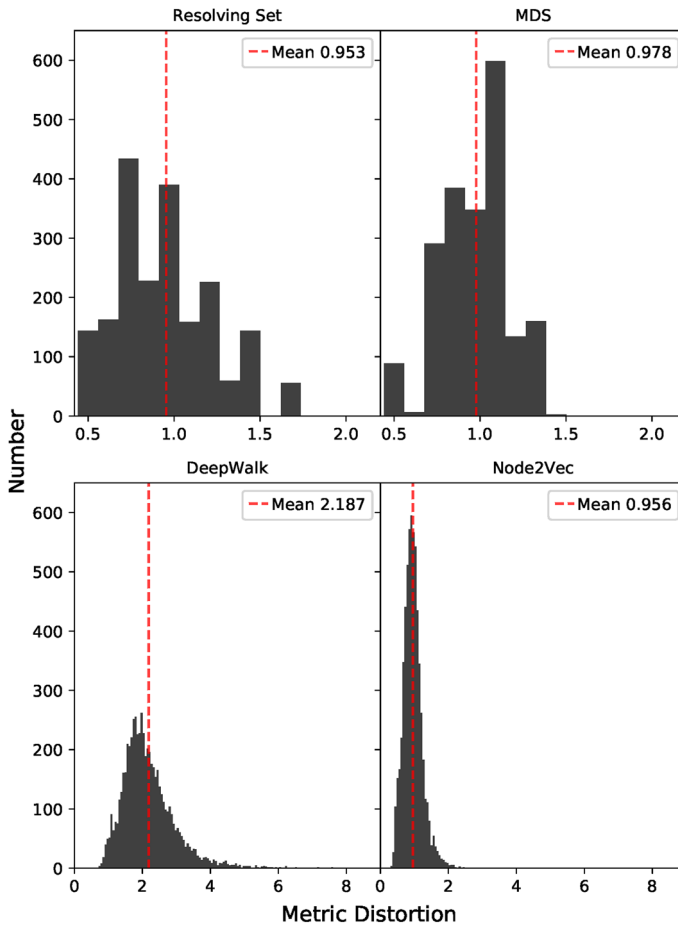 Resolving Set
MDS
Mean 0.953
Mean 0.978
600
500
400
300
200
100
0
0.5 1.0 1.5 2.0
0.5 1.0 1.5 2.0
Number
DeepWalk
Node2Vec
Mean 2.187
Mean 0.956
600
500
400
300
200
100
0
0 2 4 6 8
0 2 4 6 8
Metric Distortion